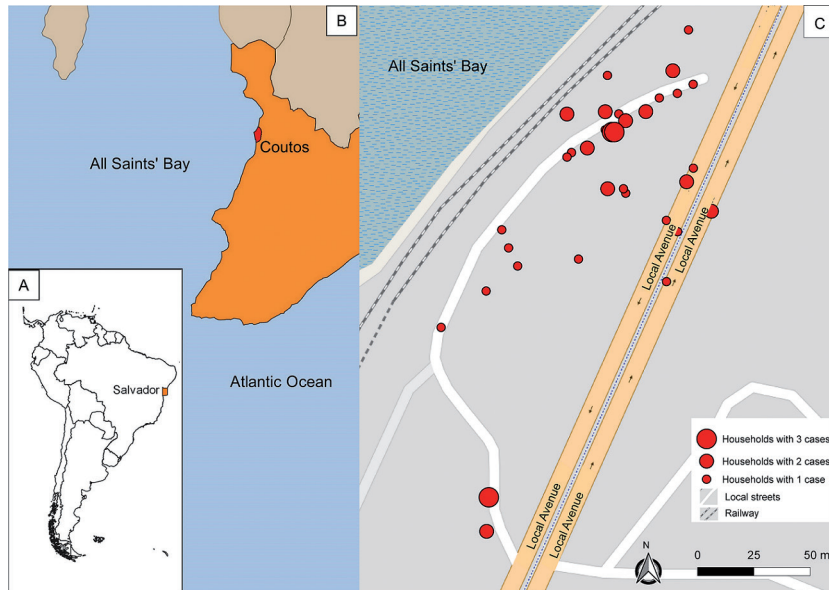 B
All Saints' Bay
Coutos
Atlantic Ocean
A
Salvador
C
All Saints' Bay
Local Avenue
Local Avenue
Local Avenue
Local Avenue
Households with 3 cases
Households with 2 cases
Households with 1 case
Local streets
Railway
N
0 25 50 m